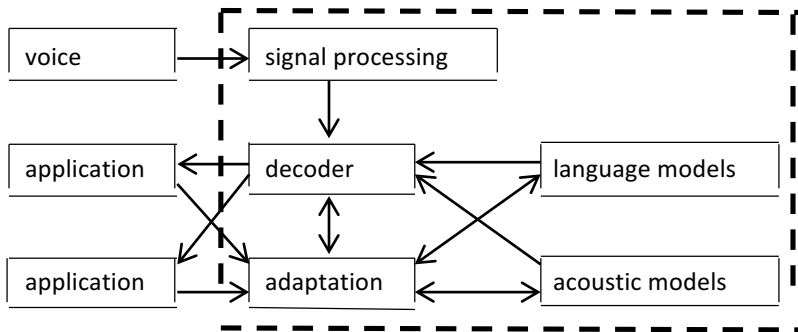 voice
signal processing
application
decoder
language models
application
adaptation
acoustic models